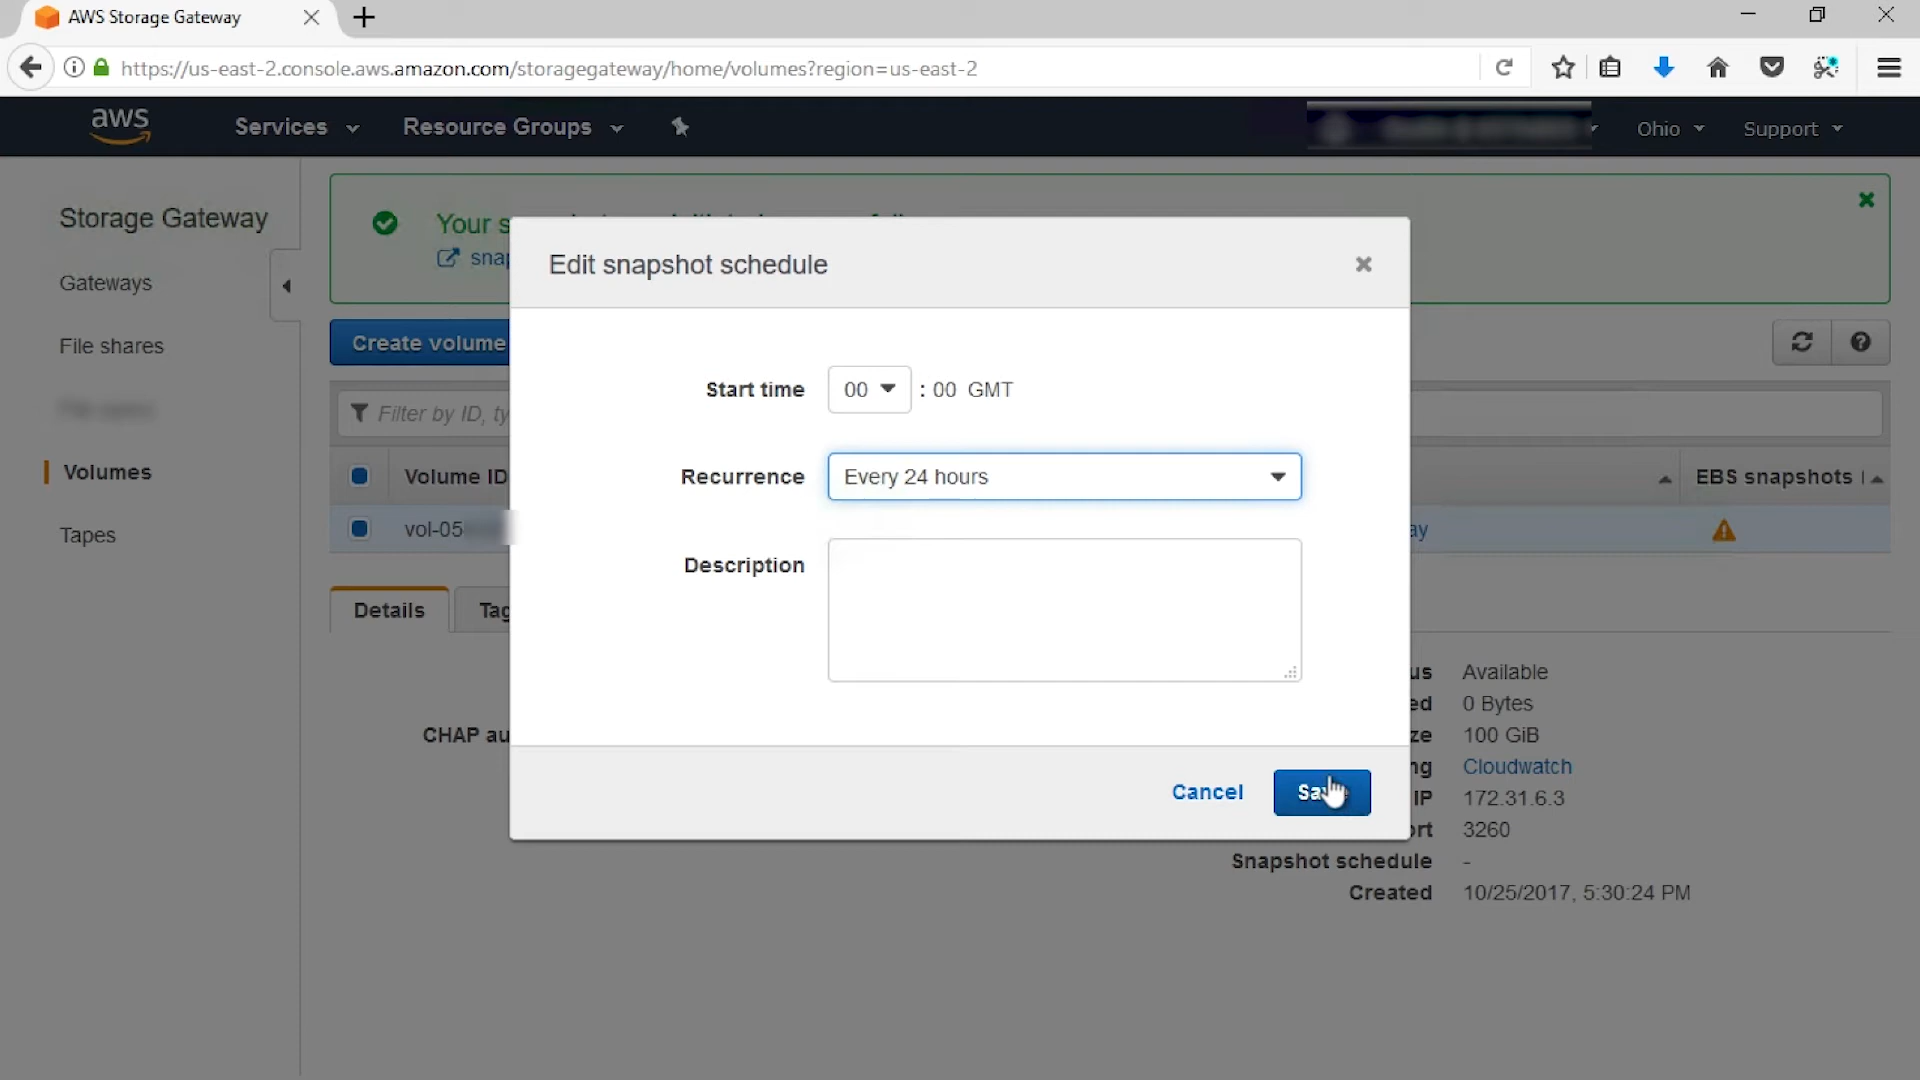 AWS Storage Gateway
https://us-east-2.console.aws.amazon.com/storagegateway/home/volumes?region=us-east-2
aws
Services
Resource Groups
Ohio
Support
Storage Gateway
Gateways
File shares
Volumes
Tapes
Your s
snap
Create volume
Filter by ID, ty
Volume ID
EBS snapshots
vol-05
ay
Details
Tag
CHAP au
Edit snapshot schedule
Start time 00 : 00 GMT
Recurrence Every 24 hours
Description
Cancel
us Available
ed 0 Bytes
ze 100 GiB
ng Cloudwatch
IP 172.31.6.3
ort 3260
Snapshot schedule -
Created 10/25/2017, 5:30:24 PM